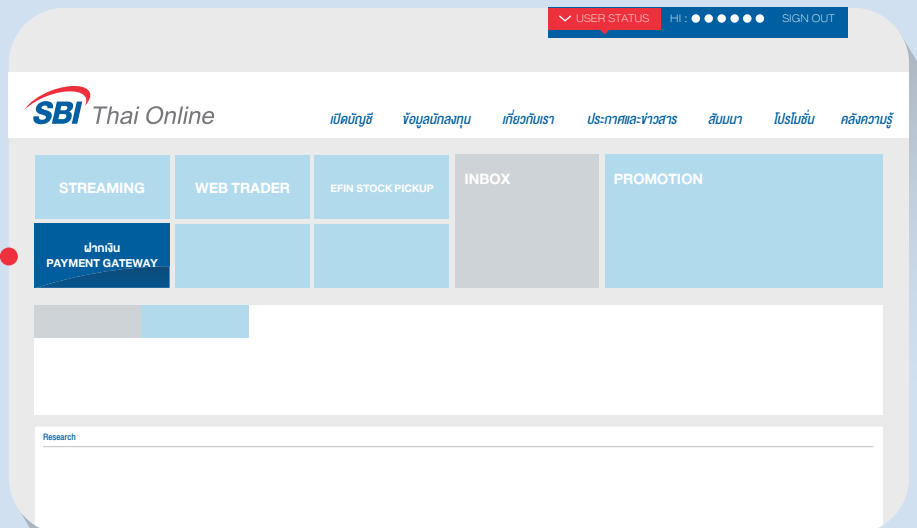 USER STATUS HI : SIGN OUT
SBI Thai Online
เปิดบัญชี ข้อมูลนักลงทุน เกี่ยวกับเรา ประกาศและข่าวสาร สัมมนา โปรโมชั่น คลังความรู้
STREAMING WEB TRADER EFIN STOCK PICKUP INBOX PROMOTION
ฝากเงิน
PAYMENT GATEWAY
Research